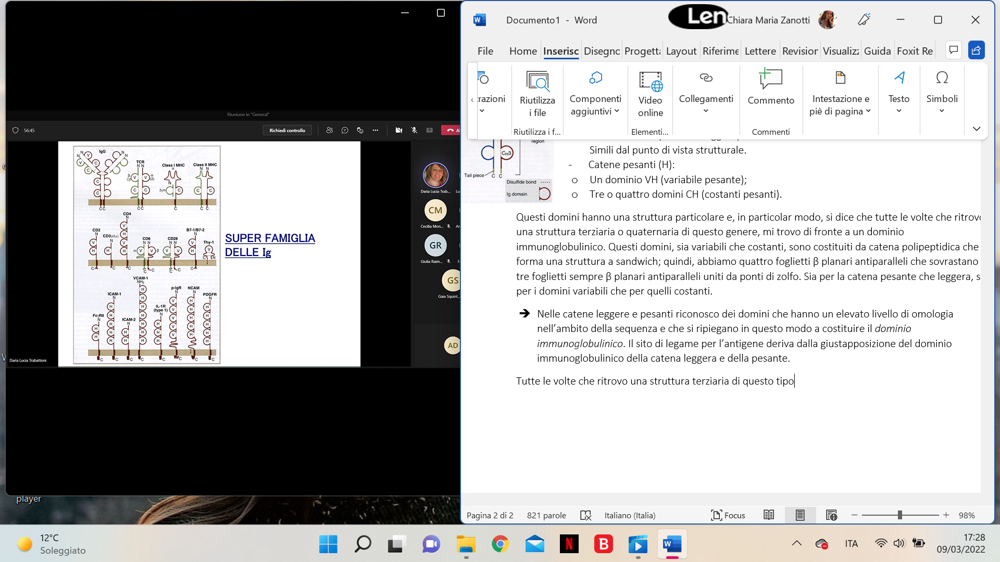 Riunione in "General"
56:45
Richiedi controllo
IgG
TCR
Class I MHC
Class II MHC
CD4
CD2
CD3γ(δ,ε)
CD8
CD28
B7-1/B7-2
Thy-1
VCAM-1
NH2
ICAM-1
p-IgR
NCAM
PDGFR
IL-1R
(type 1)
FcγRII
ICAM-2
SUPER FAMIGLIA
DELLE Ig
Daria Lucia Trabattoni
Daria Lucia Trab...
CM
Cecilia Mon...
GR
Giulia Raim...
GS
Gaia Squint...
AD
player
Documento1 - Word
Len
Chiara Maria Zanotti
File Home Inserisc Disegno Progetta Layout Riferime Lettere Revision Visualizz Guida Foxit Re
trazioni
Riutilizza
i file
Riutilizza i f...
Componenti
aggiuntivi
Video
online
Elementi...
Collegamenti
Commento
Commenti
Intestazione e
piè di pagina
Testo
Simboli
region
CH3
Tail piece
C C
Disulfide bond
Ig domain
Simili dal punto di vista strutturale.
- Catene pesanti (H):
o Un dominio VH (variabile pesante);
o Tre o quattro domini CH (costanti pesanti).
Questi domini hanno una struttura particolare e, in particolar modo, si dice che tutte le volte che ritrovo
una struttura terziaria o quaternaria di questo genere, mi trovo di fronte a un dominio
immunoglobulinico. Questi domini, sia variabili che costanti, sono costituiti da catena polipeptidica che
forma una struttura a sandwich; quindi, abbiamo quattro foglietti β planari antiparalleli che sovrastano
tre foglietti sempre β planari antiparalleli uniti da ponti di zolfo. Sia per la catena pesante che leggera, s
per i domini variabili che per quelli costanti.
➔ Nelle catene leggere e pesanti riconosco dei domini che hanno un elevato livello di omologia
nell’ambito della sequenza e che si ripiegano in questo modo a costituire il dominio
immunoglobulinico. Il sito di legame per l’antigene deriva dalla giustapposizione del dominio
immunoglobulinico della catena leggera e della pesante.
Tutte le volte che ritrovo una struttura terziaria di questo tipo
Pagina 2 di 2
821 parole
Italiano (Italia)
Focus
98%
12°C
Soleggiato
ITA
17:28
09/03/2022